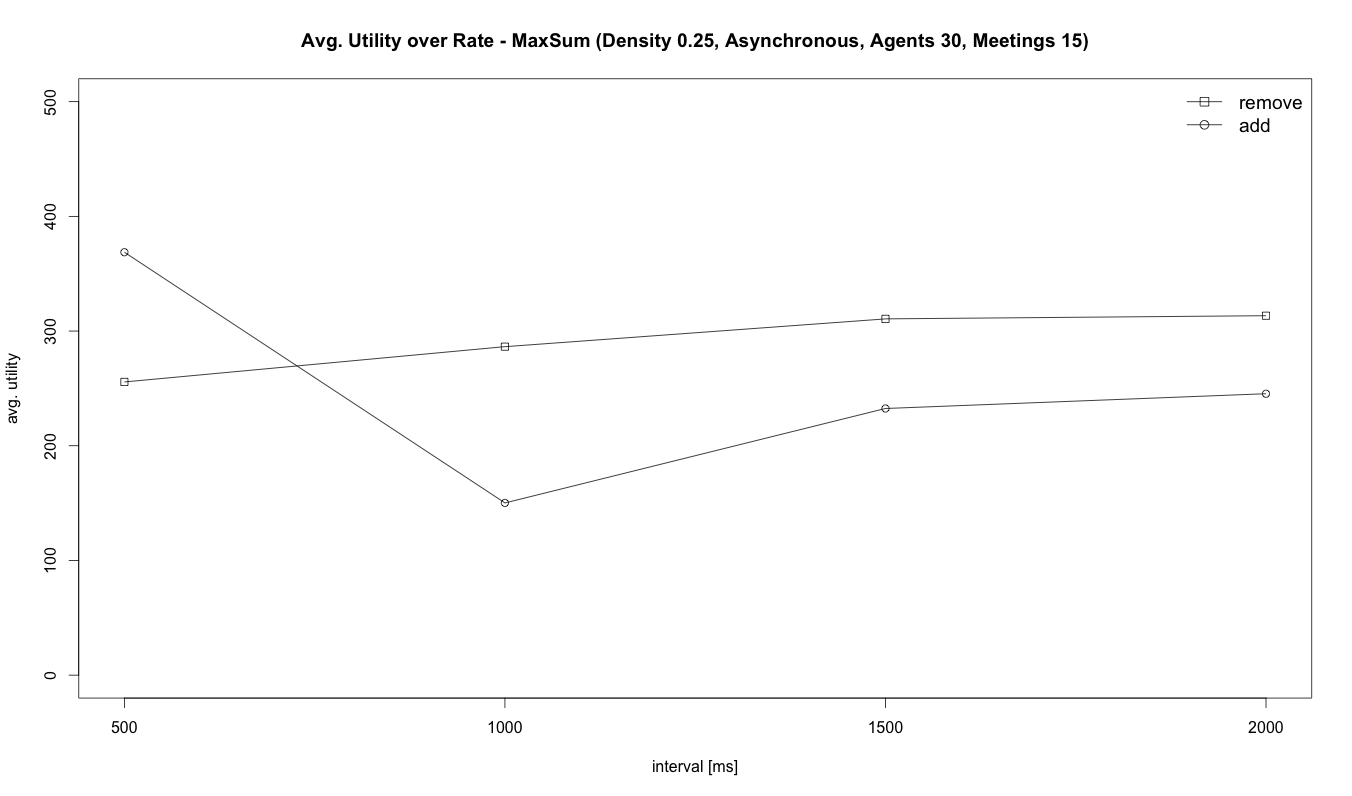 Avg. Utility over Rate - MaxSum (Density 0.25, Asynchronous, Agents 30, Meetings 15)
remove
add
500
400
300
200
100
0
avg. utility
500 1000 1500 2000
interval [ms]